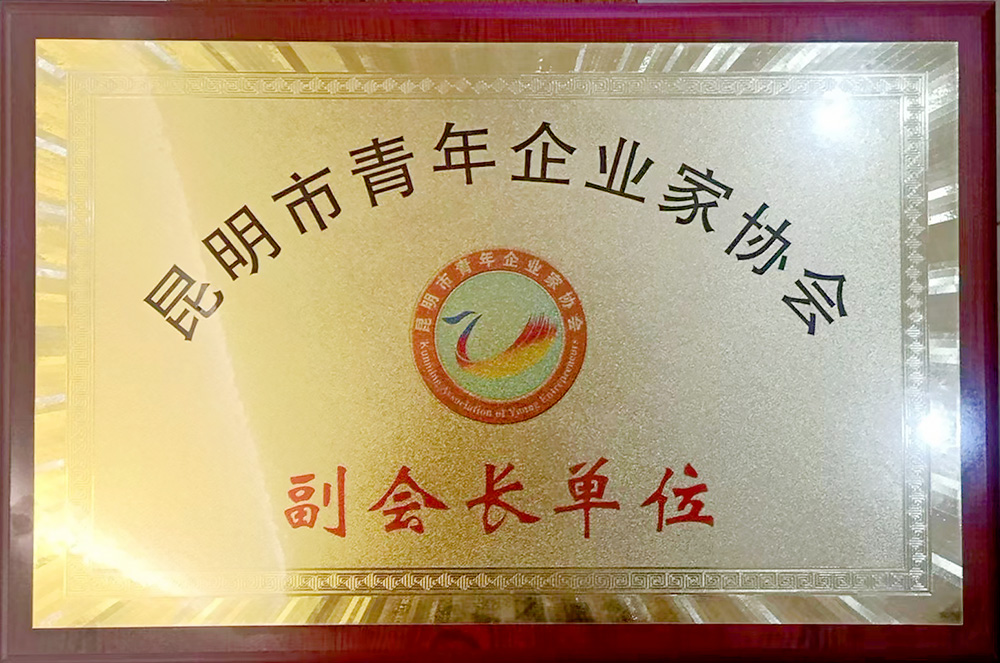 昆明市青年企业家协会
昆明市青年企业家协会
Kunming Association of Young Entrepreneurs
副会长单位